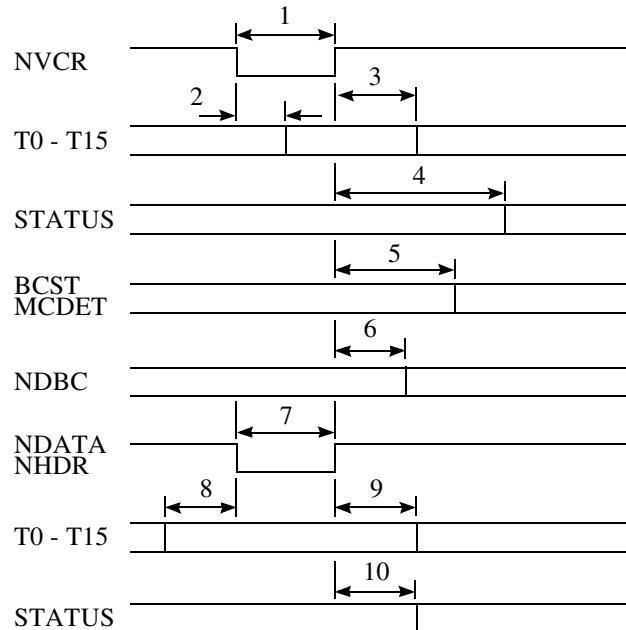 1
NVCR
2
3
T0 - T15
4
STATUS
5
BCST
MCDET
6
NDBC
7
NDATA
NHDR
8
9
T0 - T15
10
STATUS